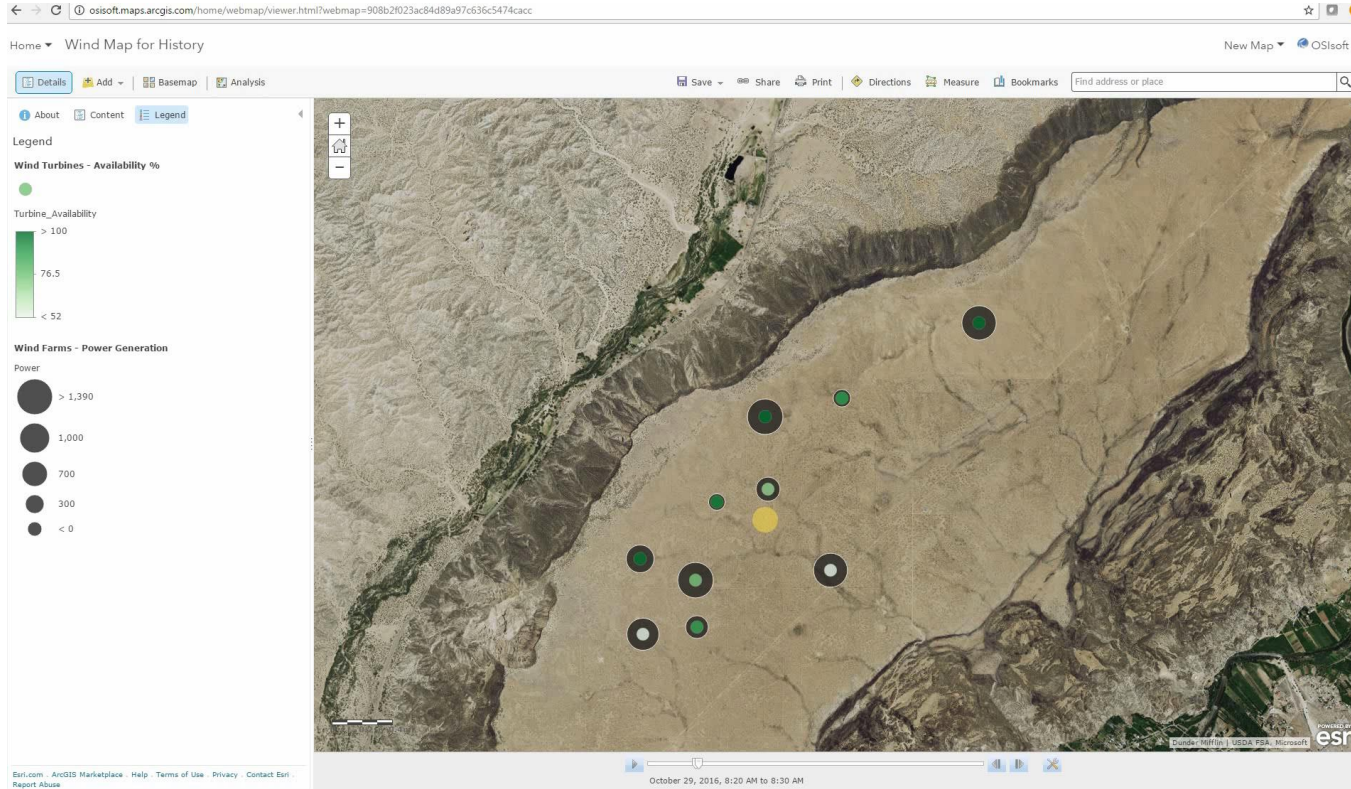 osisoft.maps.arcgis.com/home/webmap/viewer.html?webmap=908b2f023ac84d89a97c636c5474cacc
Home Wind Map for History New Map OSIsoft
Details Add Basemap Analysis Save Share Print Directions Measure Bookmarks Find address or place
About Content Legend
Legend
Wind Turbines - Availability %
Turbine_Availability
> 100
76.5
< 52
Wind Farms - Power Generation
Power
> 1,390
1,000
700
300
< 0
+
−
POWERED BY
esri
Dunder Mifflin | USDA FSA, Microsoft
October 29, 2016, 8:20 AM to 8:30 AM
Esri.com . ArcGIS Marketplace . Help . Terms of Use . Privacy . Contact Esri .
Report Abuse